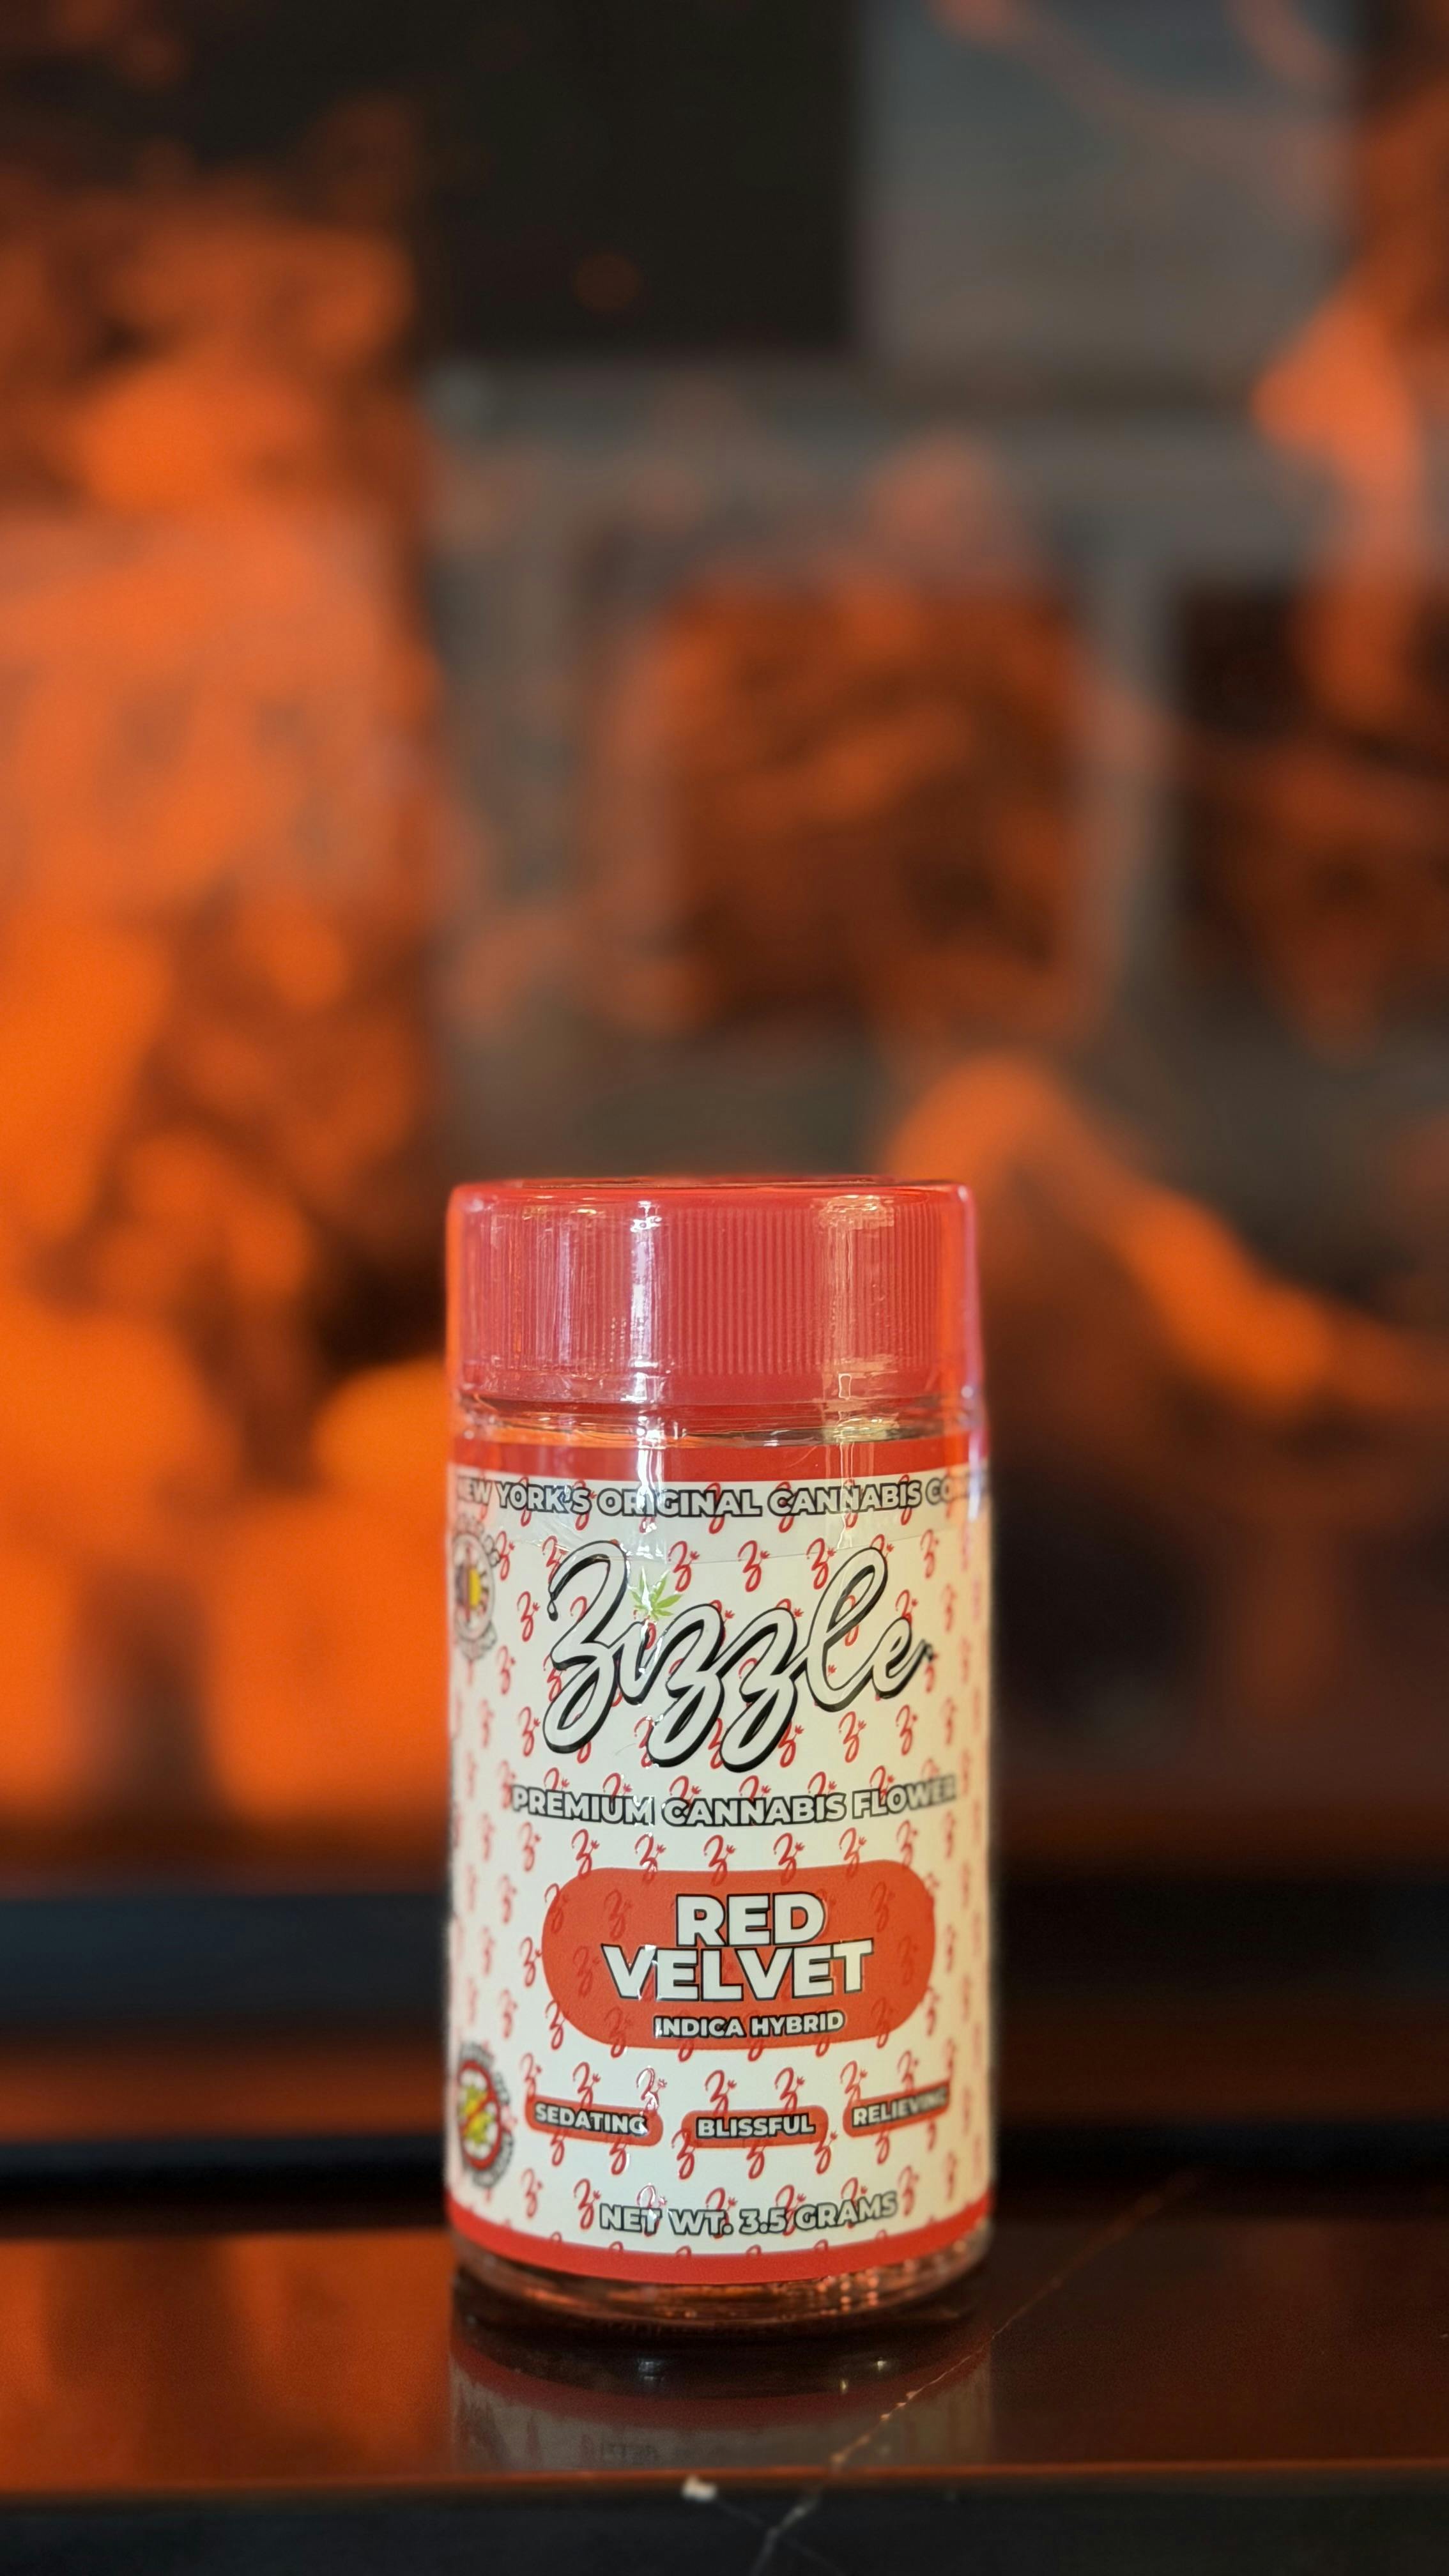 NEW YORK'S ORIGINAL CANNABIS
Zizzle
PREMIUM CANNABIS FLOWER
RED
VELVET
INDICA HYBRID
SEDATING BLISSFUL RELIEVING
NET WT. 3.5 GRAMS